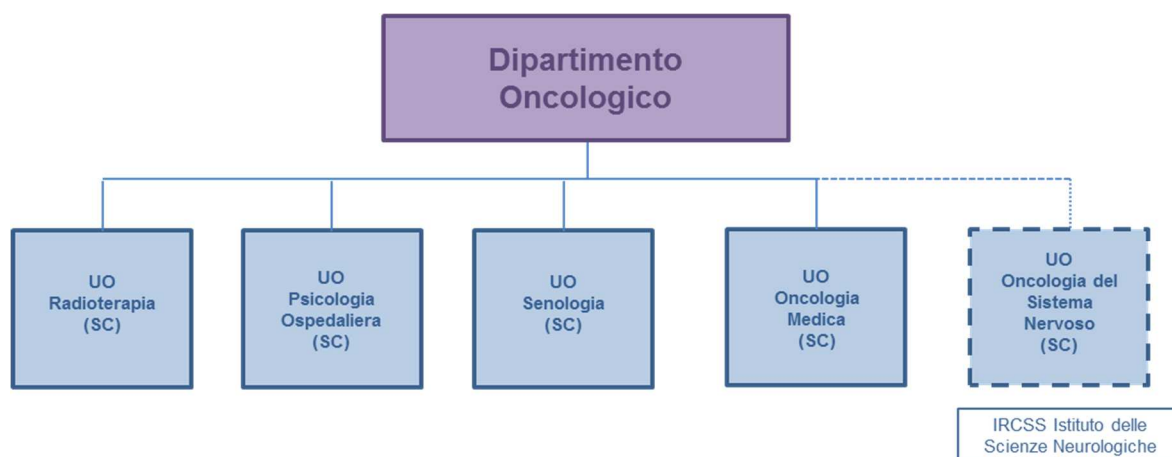 Dipartimento
Oncologico
UO
Radioterapia
(SC)
UO
Psicologia
Ospedaliera
(SC)
UO
Senologia
(SC)
UO
Oncologia
Medica
(SC)
UO
Oncologia del
Sistema
Nervoso
(SC)
IRCSS Istituto delle
Scienze Neurologiche